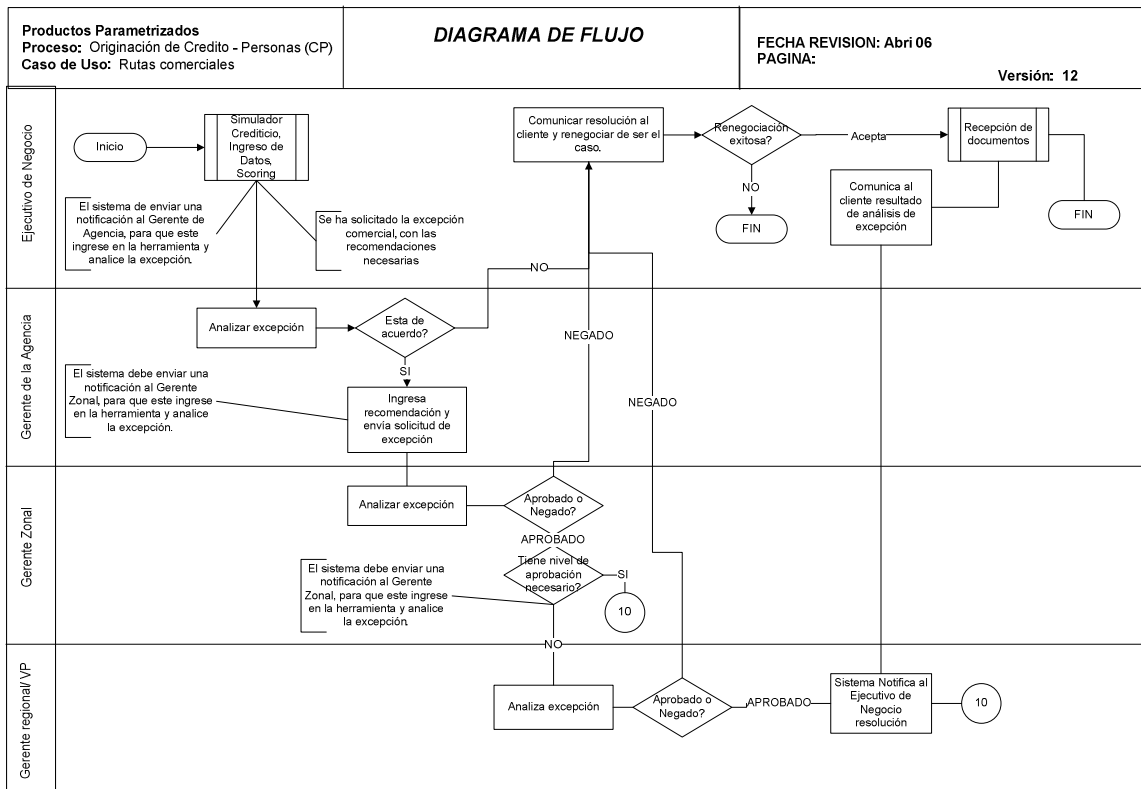 Productos Parametrizados
Proceso: Originación de Credito - Personas (CP)
Caso de Uso: Rutas comerciales
DIAGRAMA DE FLUJO
FECHA REVISION: Abri 06
PAGINA:
Versión: 12
Ejecutivo de Negocio
Inicio
Simulador
Crediticio,
Ingreso de
Datos,
Scoring
Comunicar resolución al
cliente y renegociar de ser el
caso.
Renegociación
exitosa?
Acepta
Recepción de
documentos
NO
FIN
Comunica al
cliente resultado
de análisis de
excepción
FIN
El sistema de enviar una
notificación al Gerente de
Agencia, para que este
ingrese en la herramienta y
analice la excepción.
Se ha solicitado la excepción
comercial, con las
recomendaciones
necesarias
NO
Gerente de la Agencia
Analizar excepción
Esta de
acuerdo?
SI
NEGADO
NEGADO
El sistema debe enviar una
notificación al Gerente
Zonal, para que este ingrese
en la herramienta y analice
la excepción.
Ingresa
recomendación y
envía solicitud de
excepción
Gerente Zonal
Analizar excepción
Aprobado o
Negado?
APROBADO
Tiene nivel de
aprobación
necesario?
SI
10
El sistema debe enviar una
notificación al Gerente
Zonal, para que este ingrese
en la herramienta y analice
la excepción.
NO
Gerente regional/ VP
Analiza excepción
Aprobado o
Negado?
APROBADO
Sistema Notifica al
Ejecutivo de
Negocio
resolución
10